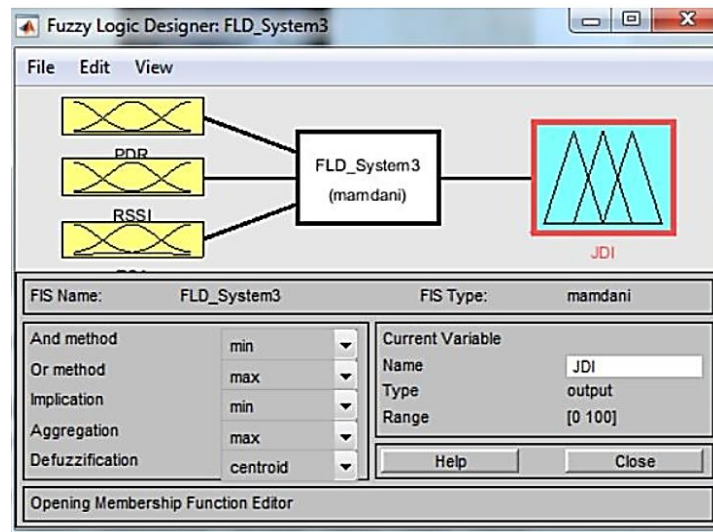 Fuzzy Logic Designer: FLD_System3
File Edit View
PDR
RSSI
FLD_System3
(mamdani)
JDI
FIS Name: FLD_System3 FIS Type: mamdani
And method min
Or method max
Implication min
Aggregation max
Defuzzification centroid
Current Variable
Name JDI
Type output
Range [0 100]
Help Close
Opening Membership Function Editor